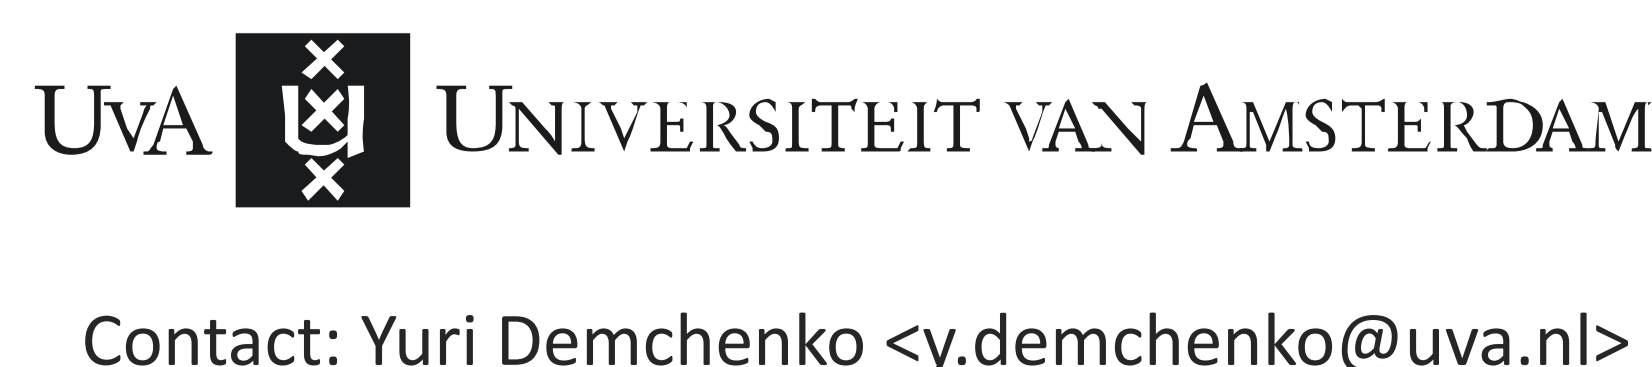 UvA U UNIVERSITEIT VAN AMSTERDAM
Contact: Yuri Demchenko <y.demchenko@uva.nl>